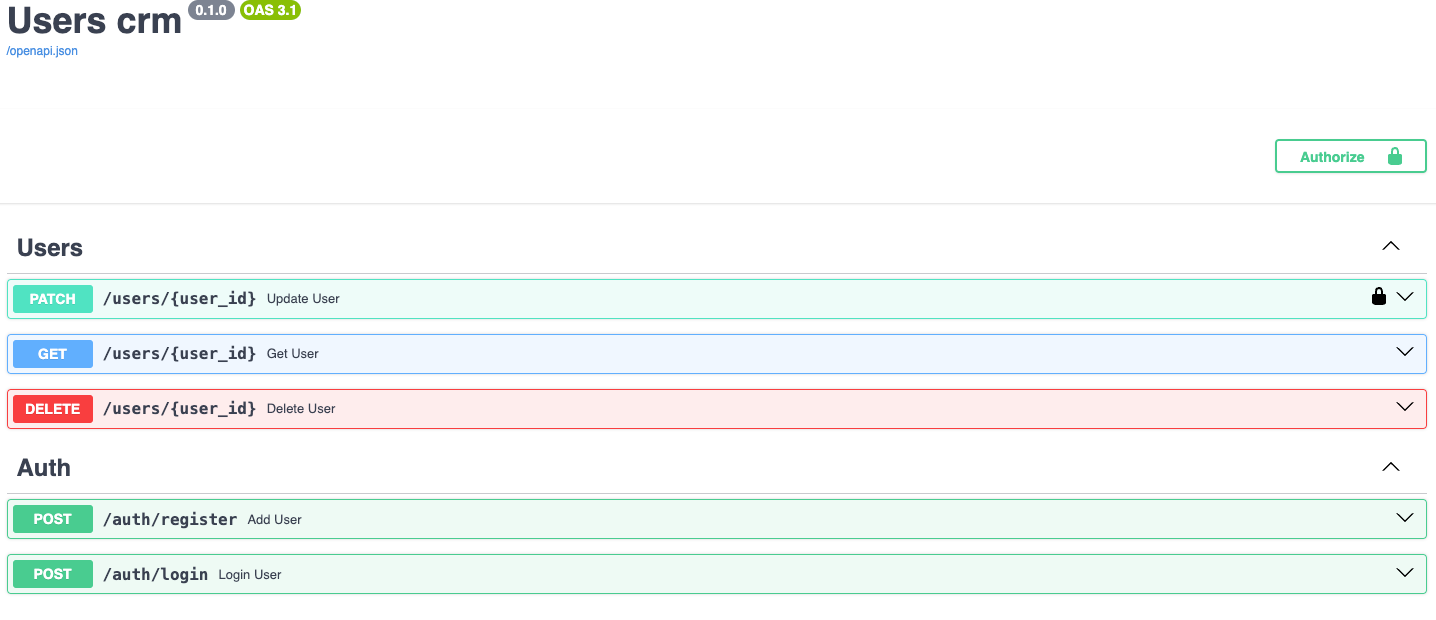 Users crm 0.1.0 OAS 3.1
/openapi.json
Authorize
Users
PATCH /users/{user_id} Update User
GET /users/{user_id} Get User
DELETE /users/{user_id} Delete User
Auth
POST /auth/register Add User
POST /auth/login Login User